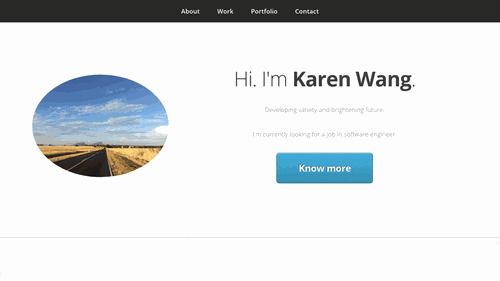 About Work Portfolio Contact
Hi. I'm Karen Wang.
Developing variety and brightening future.
I'm currently looking for a job in software engineer
Know more